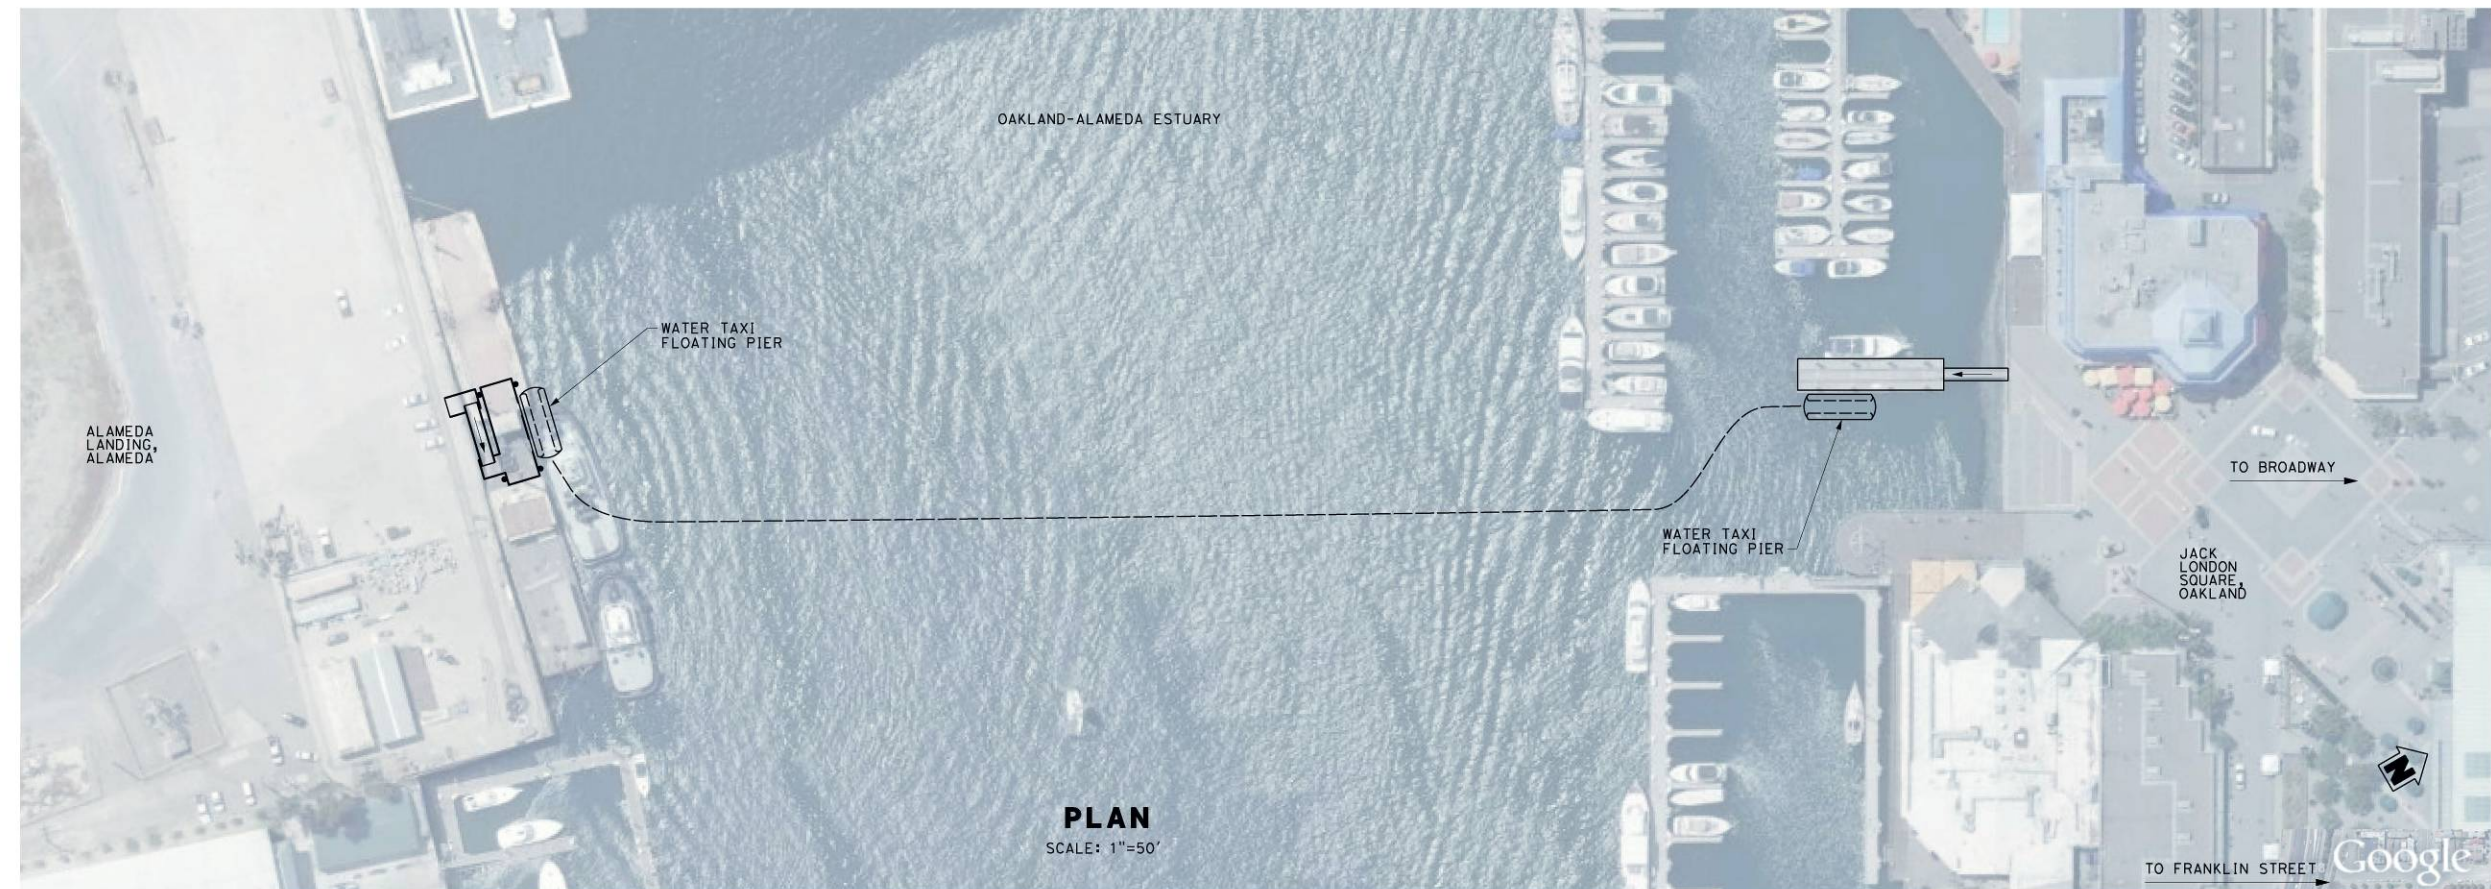 OAKLAND-ALAMEDA ESTUARY
WATER TAXI
FLOATING PIER
ALAMEDA
LANDING,
ALAMEDA
TO BROADWAY
WATER TAXI
FLOATING PIER
JACK
LONDON
SQUARE,
OAKLAND
N
PLAN
SCALE: 1"=50'
TO FRANKLIN STREET
Google